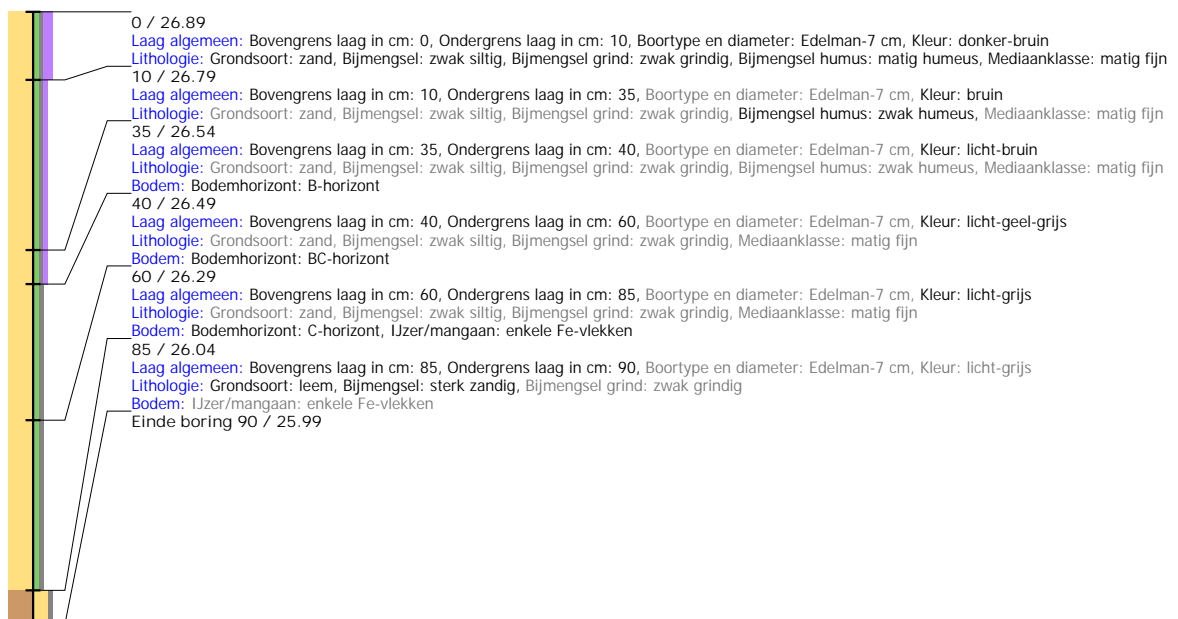 0 / 26.89
Laag algemeen: Bovengrens laag in cm: 0, Ondergrens laag in cm: 10, Boortype en diameter: Edelman-7 cm, Kleur: donker-bruin
Lithologie: Grondsoort: zand, Bijmengsel: zwak siltig, Bijmengsel grind: zwak grindig, Bijmengsel humus: matig humeus, Mediaanklasse: matig fijn
10 / 26.79
Laag algemeen: Bovengrens laag in cm: 10, Ondergrens laag in cm: 35, Boortype en diameter: Edelman-7 cm, Kleur: bruin
Lithologie: Grondsoort: zand, Bijmengsel: zwak siltig, Bijmengsel grind: zwak grindig, Bijmengsel humus: zwak humeus, Mediaanklasse: matig fijn
35 / 26.54
Laag algemeen: Bovengrens laag in cm: 35, Ondergrens laag in cm: 40, Boortype en diameter: Edelman-7 cm, Kleur: licht-bruin
Lithologie: Grondsoort: zand, Bijmengsel: zwak siltig, Bijmengsel grind: zwak grindig, Bijmengsel humus: zwak humeus, Mediaanklasse: matig fijn
Bodem: Bodemhorizont: B-horizont
40 / 26.49
Laag algemeen: Bovengrens laag in cm: 40, Ondergrens laag in cm: 60, Boortype en diameter: Edelman-7 cm, Kleur: licht-geel-grijs
Lithologie: Grondsoort: zand, Bijmengsel: zwak siltig, Bijmengsel grind: zwak grindig, Mediaanklasse: matig fijn
Bodem: Bodemhorizont: BC-horizont
60 / 26.29
Laag algemeen: Bovengrens laag in cm: 60, Ondergrens laag in cm: 85, Boortype en diameter: Edelman-7 cm, Kleur: licht-grijs
Lithologie: Grondsoort: zand, Bijmengsel: zwak siltig, Bijmengsel grind: zwak grindig, Mediaanklasse: matig fijn
Bodem: Bodemhorizont: C-horizont, IJzer/mangaan: enkele Fe-vlekken
85 / 26.04
Laag algemeen: Bovengrens laag in cm: 85, Ondergrens laag in cm: 90, Boortype en diameter: Edelman-7 cm, Kleur: licht-grijs
Lithologie: Grondsoort: leem, Bijmengsel: sterk zandig, Bijmengsel grind: zwak grindig
Bodem: IJzer/mangaan: enkele Fe-vlekken
Einde boring 90 / 25.99